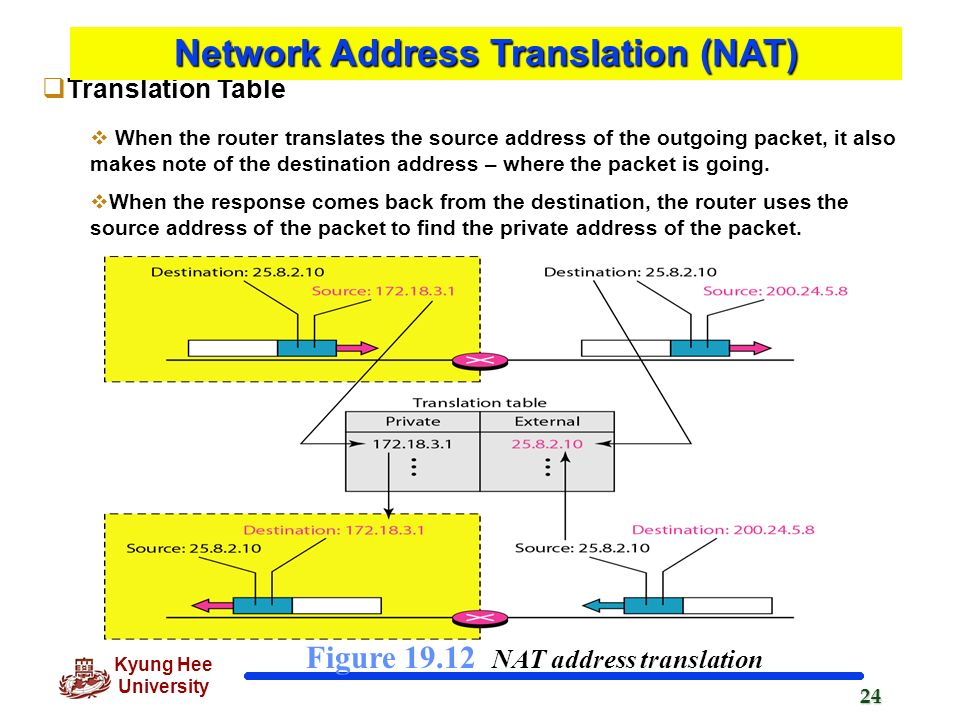 Network Address Translation (NAT)
Translation Table
When the router translates the source address of the outgoing packet, it also
makes note of the destination address – where the packet is going.
When the response comes back from the destination, the router uses the
source address of the packet to find the private address of the packet.
Destination: 25.8.2.10
Source: 172.18.3.1
Destination: 25.8.2.10
Source: 200.24.5.8
Translation table
Private External
172.18.3.1 25.8.2.10
Destination: 172.18.3.1
Source: 25.8.2.10
Destination: 200.24.5.8
Source: 25.8.2.10
Figure 19.12 NAT address translation
Kyung Hee
University
24